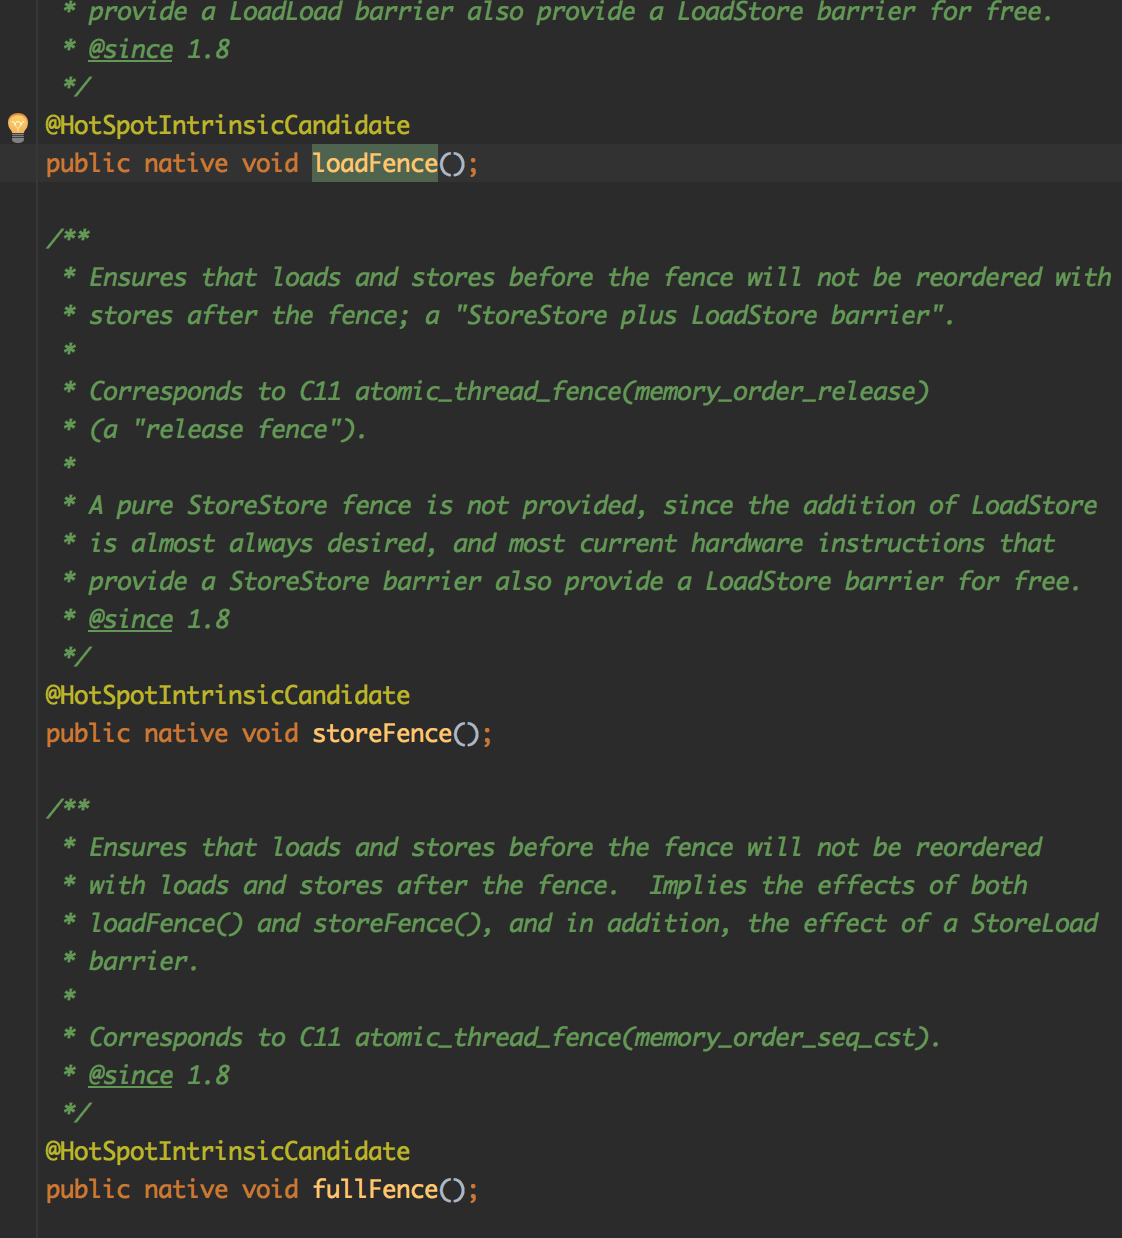 * provide a LoadLoad barrier also provide a LoadStore barrier for free.
* @since 1.8
*/
@HotSpotIntrinsicCandidate
public native void loadFence();
/**
* Ensures that loads and stores before the fence will not be reordered with
* stores after the fence; a "StoreStore plus LoadStore barrier".
*
* Corresponds to C11 atomic_thread_fence(memory_order_release)
* (a "release fence").
*
* A pure StoreStore fence is not provided, since the addition of LoadStore
* is almost always desired, and most current hardware instructions that
* provide a StoreStore barrier also provide a LoadStore barrier for free.
* @since 1.8
*/
@HotSpotIntrinsicCandidate
public native void storeFence();
/**
* Ensures that loads and stores before the fence will not be reordered
* with loads and stores after the fence.  Implies the effects of both
* loadFence() and storeFence(), and in addition, the effect of a StoreLoad
* barrier.
*
* Corresponds to C11 atomic_thread_fence(memory_order_seq_cst).
* @since 1.8
*/
@HotSpotIntrinsicCandidate
public native void fullFence();